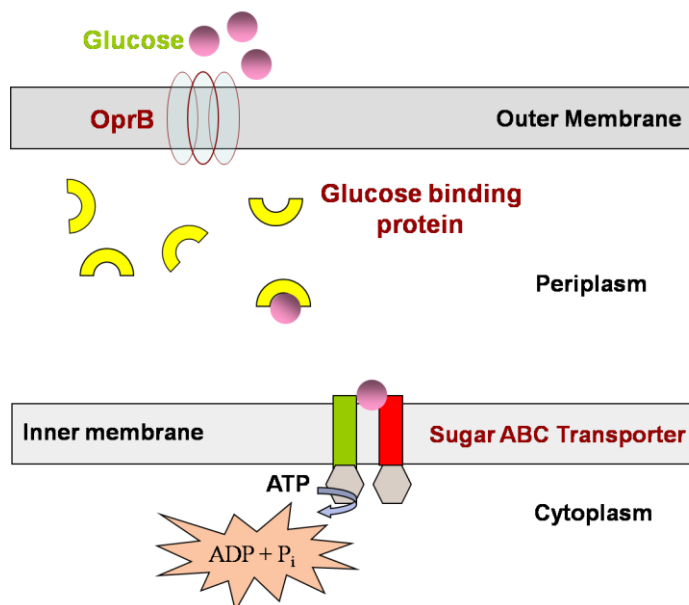 Glucose
OprB
Outer Membrane
Glucose binding
protein
Periplasm
Inner membrane
Sugar ABC Transporter
ATP
Cytoplasm
ADP + Pi